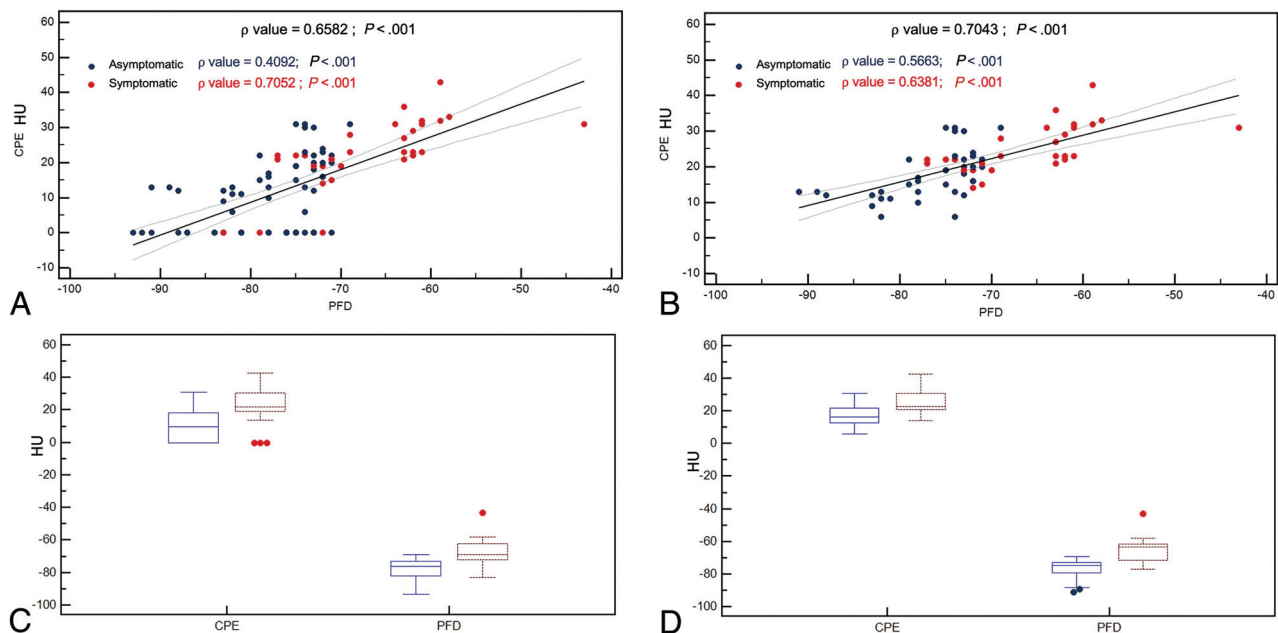 ρ value = 0.6582 ; P < .001
Asymptomatic ρ value = 0.4092; P < .001
Symptomatic ρ value = 0.7052 ; P < .001
CPE HU
60
50
40
30
20
10
0
-10
-100 -90 -80 -70 -60 -50 -40
PFD
A
ρ value = 0.7043 ; P < .001
Asymptomatic ρ value = 0.5663; P < .001
Symptomatic ρ value = 0.6381; P < .001
CPE HU
60
50
40
30
20
10
0
10
-100 -90 -80 -70 -60 -50 -40
PFD
B
HU
60
40
20
0
-20
-40
-60
-80
-100
CPE PFD
C
HU
60
40
20
0
-20
-40
-60
-80
-100
CPE PFD
D